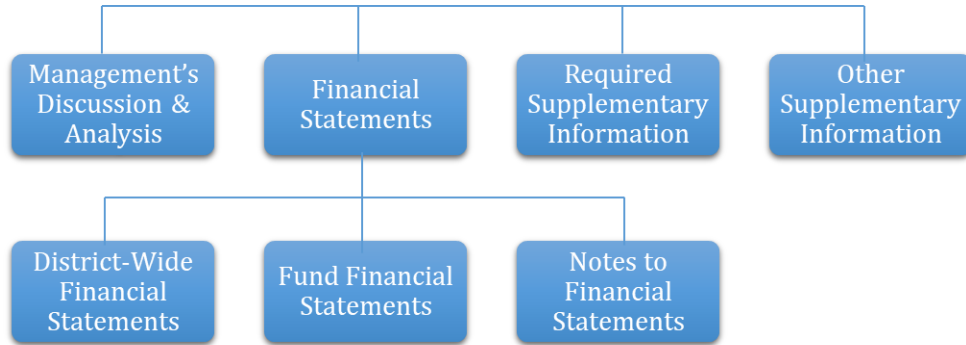 Management’s
Discussion &
Analysis
Financial
Statements
Required
Supplementary
Information
Other
Supplementary
Information
District-Wide
Financial
Statements
Fund Financial
Statements
Notes to
Financial
Statements